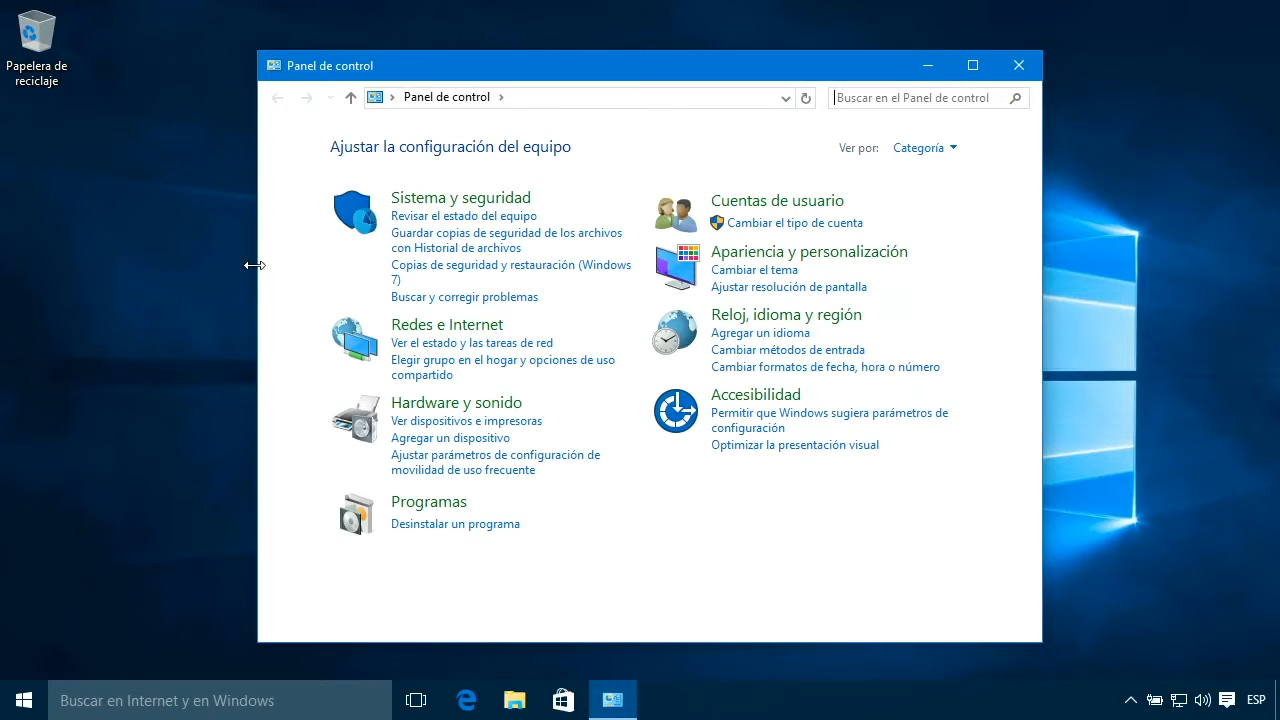 Papelera de
reciclaje
Panel de control
Panel de control
Buscar en el Panel de control
Ajustar la configuración del equipo
Ver por:
Categoría
Sistema y seguridad
Revisar el estado del equipo
Guardar copias de seguridad de los archivos
con Historial de archivos
Copias de seguridad y restauración (Windows
7)
Buscar y corregir problemas
Redes e Internet
Ver el estado y las tareas de red
Elegir grupo en el hogar y opciones de uso
compartido
Hardware y sonido
Ver dispositivos e impresoras
Agregar un dispositivo
Ajustar parámetros de configuración de
movilidad de uso frecuente
Programas
Desinstalar un programa
Cuentas de usuario
Cambiar el tipo de cuenta
Apariencia y personalización
Cambiar el tema
Ajustar resolución de pantalla
Reloj, idioma y región
Agregar un idioma
Cambiar métodos de entrada
Cambiar formatos de fecha, hora o número
Accesibilidad
Permitir que Windows sugiera parámetros de
configuración
Optimizar la presentación visual
Buscar en Internet y en Windows
ESP